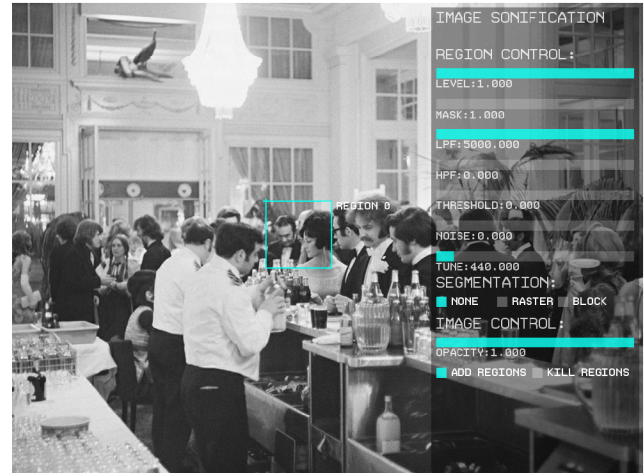 IMAGE SONIFICATION
REGION CONTROL:
LEVEL:1.000
MASK:1.000
LPF:5000.000
REGION 0
HPF:0.000
THRESHOLD:0.000
NOISE:0.000
TUNE:440.000
SEGMENTATION:
NONE RASTER BLOCK
IMAGE CONTROL:
OPACITY:1.000
ADD REGIONS KILL REGIONS